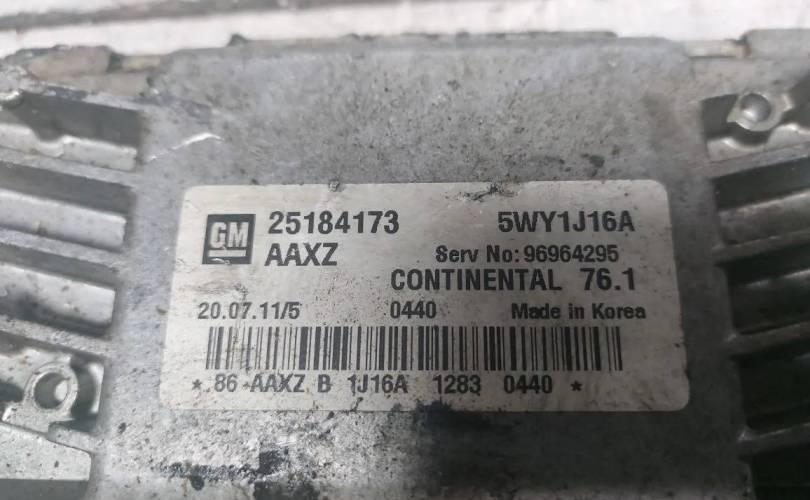 GM 25184173 5WY1J16A
AAXZ Serv No: 96964295
CONTINENTAL 76.1
20.07.11/5 0440 Made in Korea
* 86 AAXZ B 1J16A 1283 0440 *